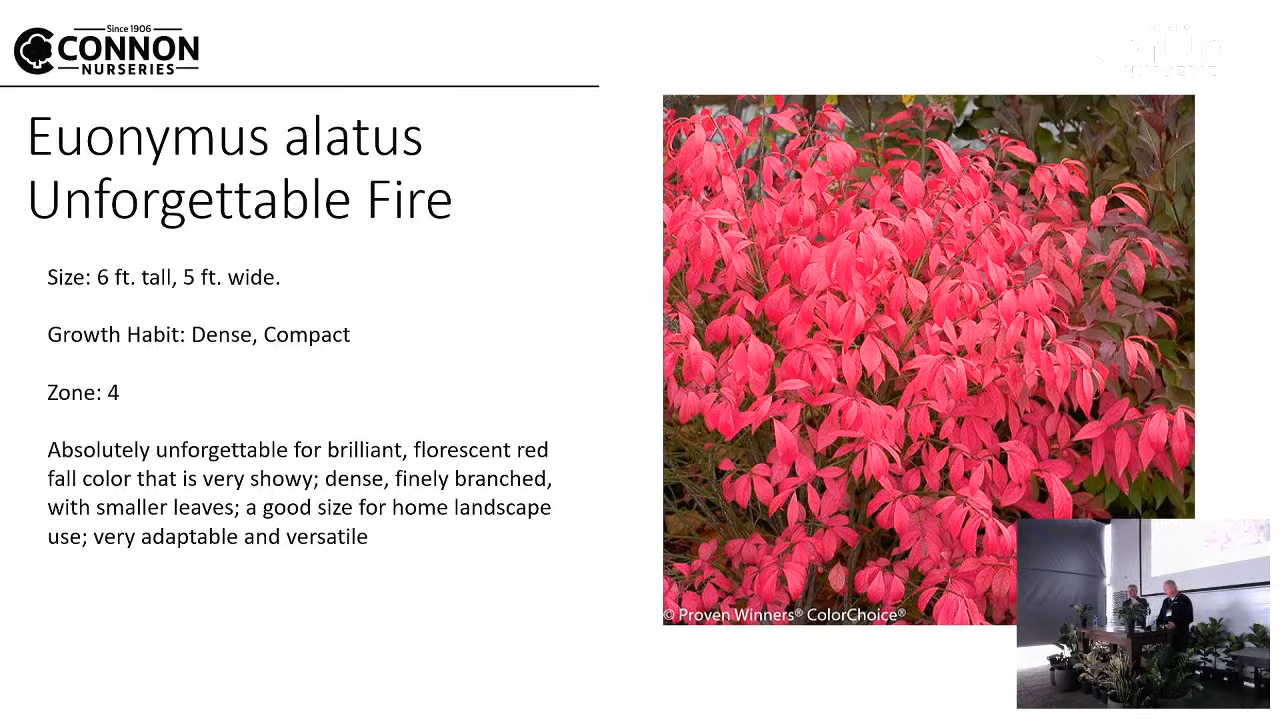 Since 1906
CONNON
NURSERIES
Euonymus alatus
Unforgettable Fire
Size: 6 ft. tall, 5 ft. wide.
Growth Habit: Dense, Compact
Zone: 4
Absolutely unforgettable for brilliant, florescent red
fall color that is very showy; dense, finely branched,
with smaller leaves; a good size for home landscape
use; very adaptable and versatile
© Proven Winners® ColorChoice®